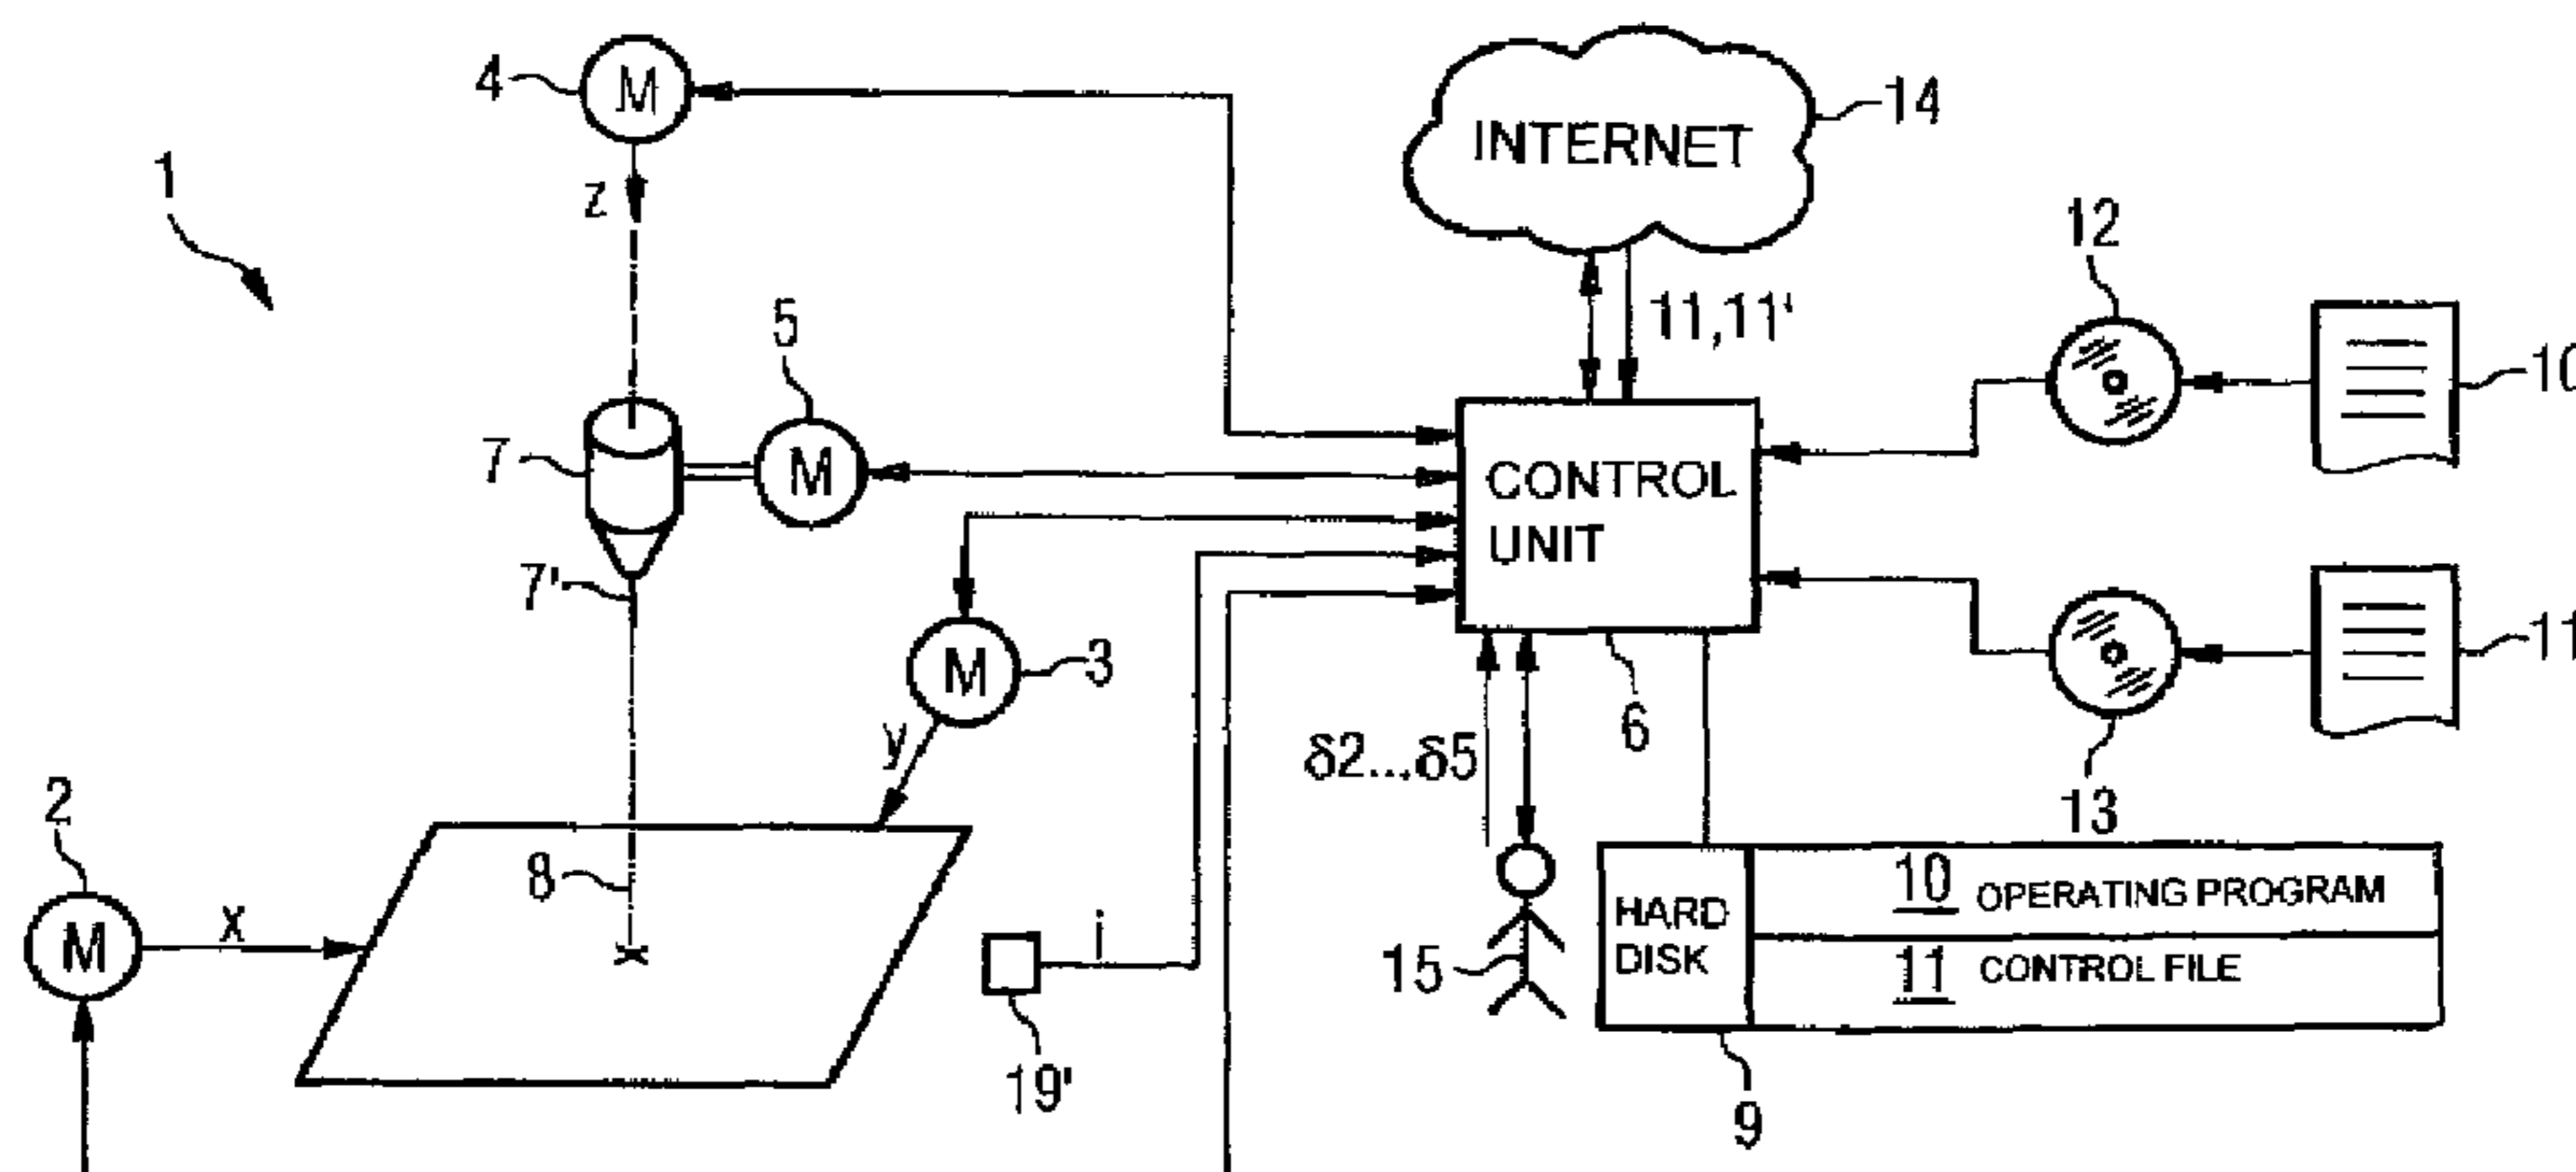 4
M
INTERNET
14
1
z
12
5
11,11'
10
7
M
CONTROL
UNIT
7'
11
M
3
6
y
δ2...δ5
13
2
8
10 OPERATING PROGRAM
HARD
DISK
M
x
i
15
11 CONTROL FILE
19'
9